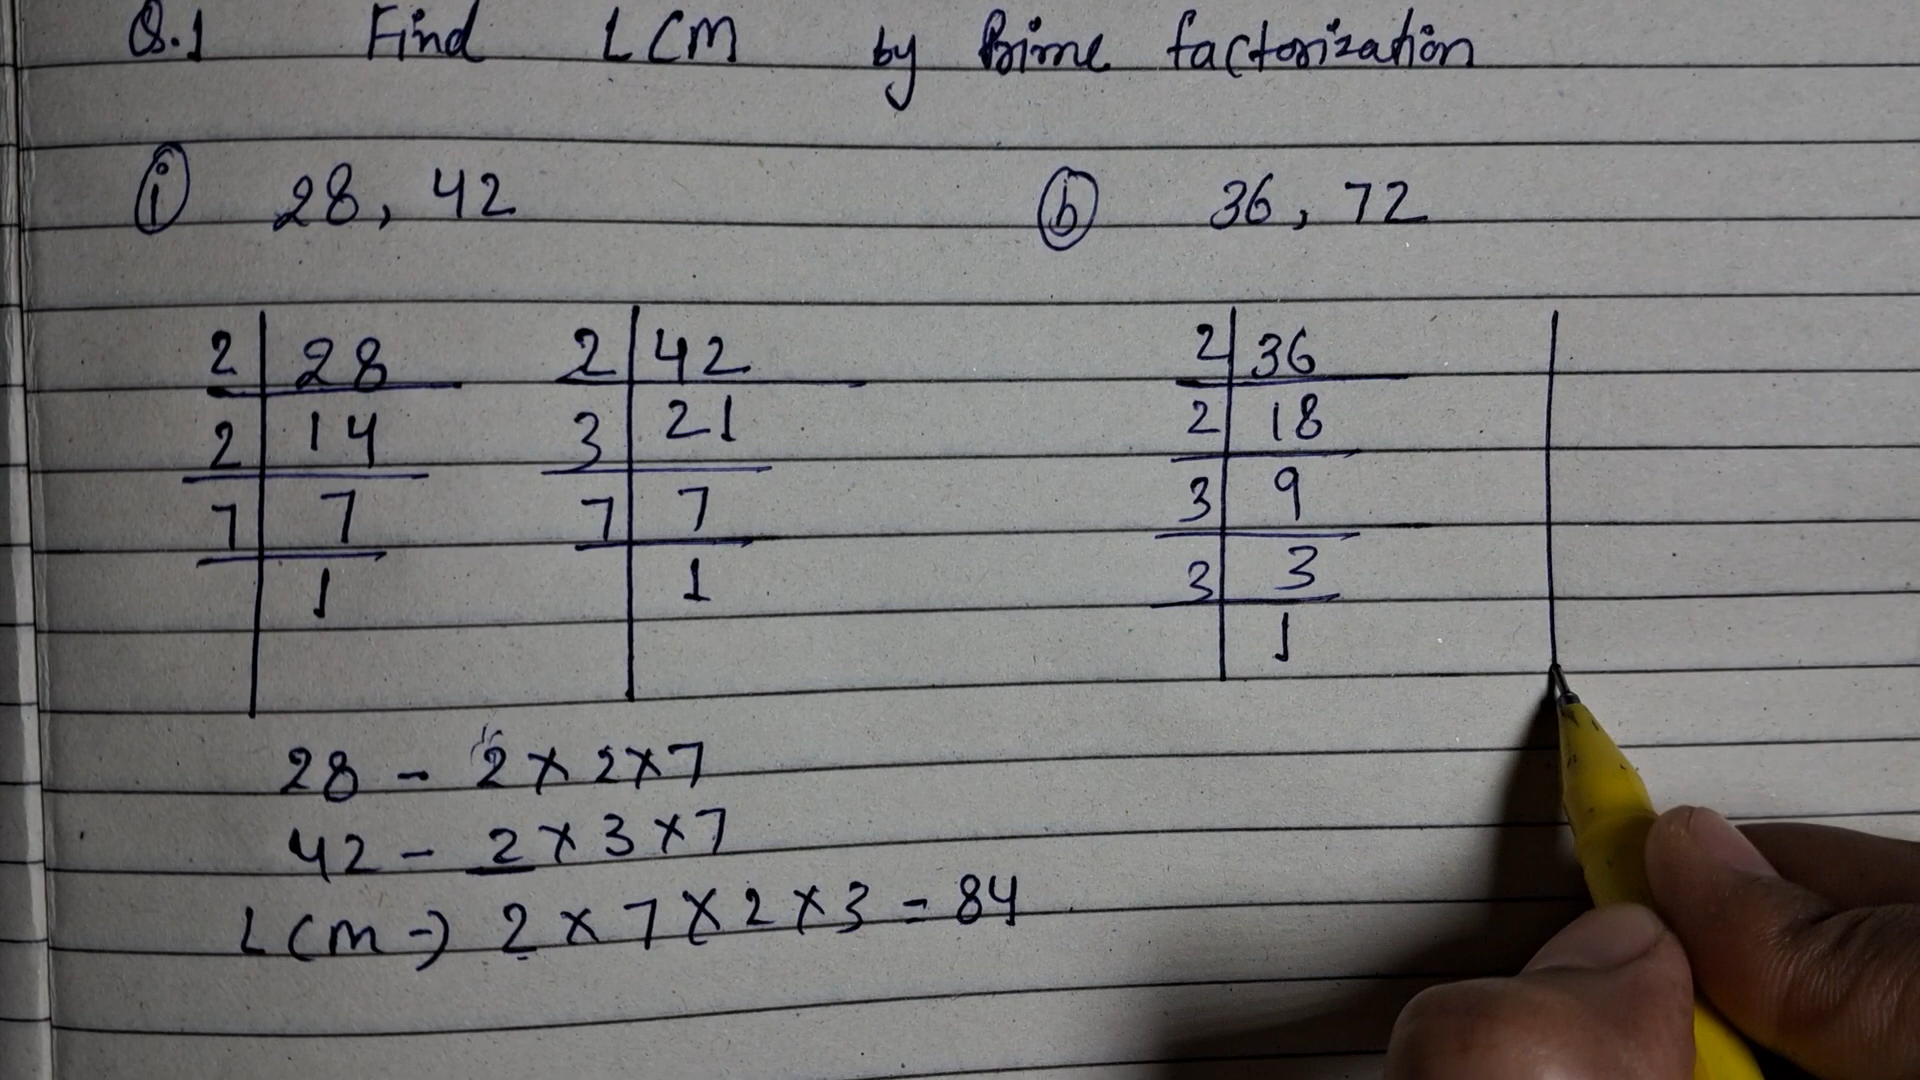 Q.1 Find LCM by Prime factorization
i 28, 42
b 36, 72
2 28
2 14
7 7
1
2 42
3 21
7 7
1
2 36
2 18
3 9
3 3
1
28 - 2 × 2 × 7
42 - 2 × 3 × 7
LCM -) 2 × 7 × 2 × 3 = 84